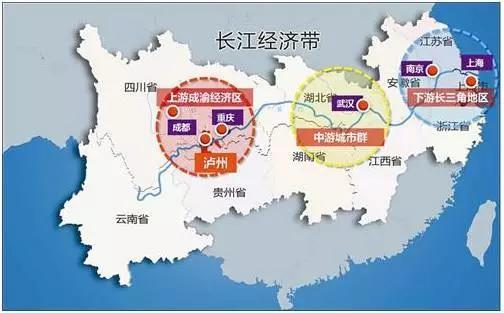 长江经济带
江苏省
上海
南京
四川省
安徽省
上游成渝经济区
下游长三角地区
湖北省
武汉
成都
重庆
中游城市群
浙江省
泸州
湖南省
江西省
贵州省
云南省